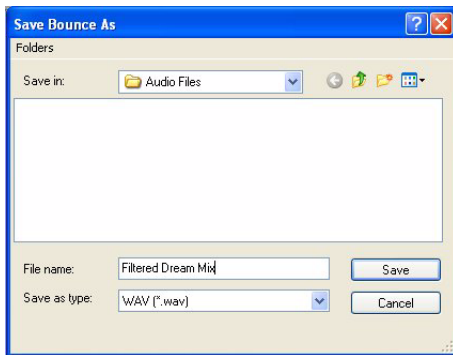 Save Bounce As
Folders
Save in: Audio Files
File name: Filtered Dream Mix Save
Save as type: WAV (*.wav) Cancel